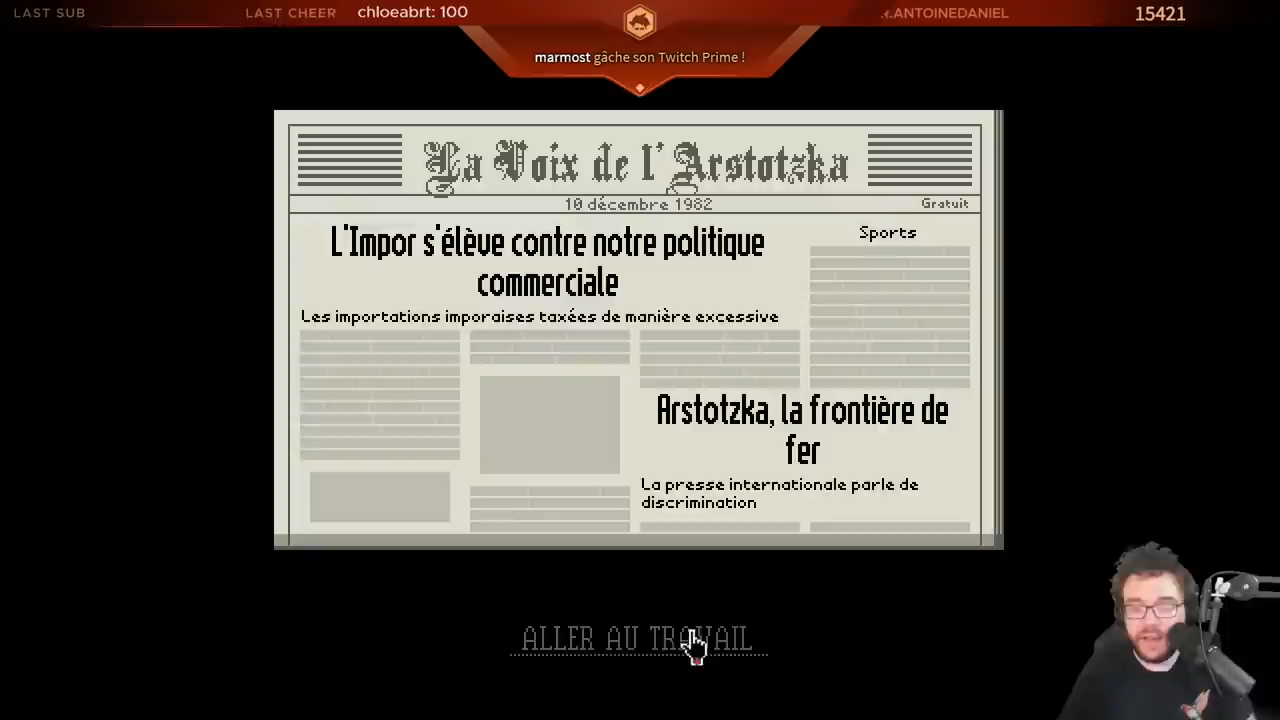 LAST SUB
LAST CHEER chloeabrt: 100
.ANTOINEDANIEL
15421
marmost gâche son Twitch Prime !
La Voix de l'Arstotzka
10 décembre 1982
Gratuit
L'Impor s'élève contre notre politique
commerciale
Les importations imporaises taxées de manière excessive
Sports
Arstotzka, la frontière de
fer
La presse internationale parle de
discrimination
ALLER AU TRAVAIL